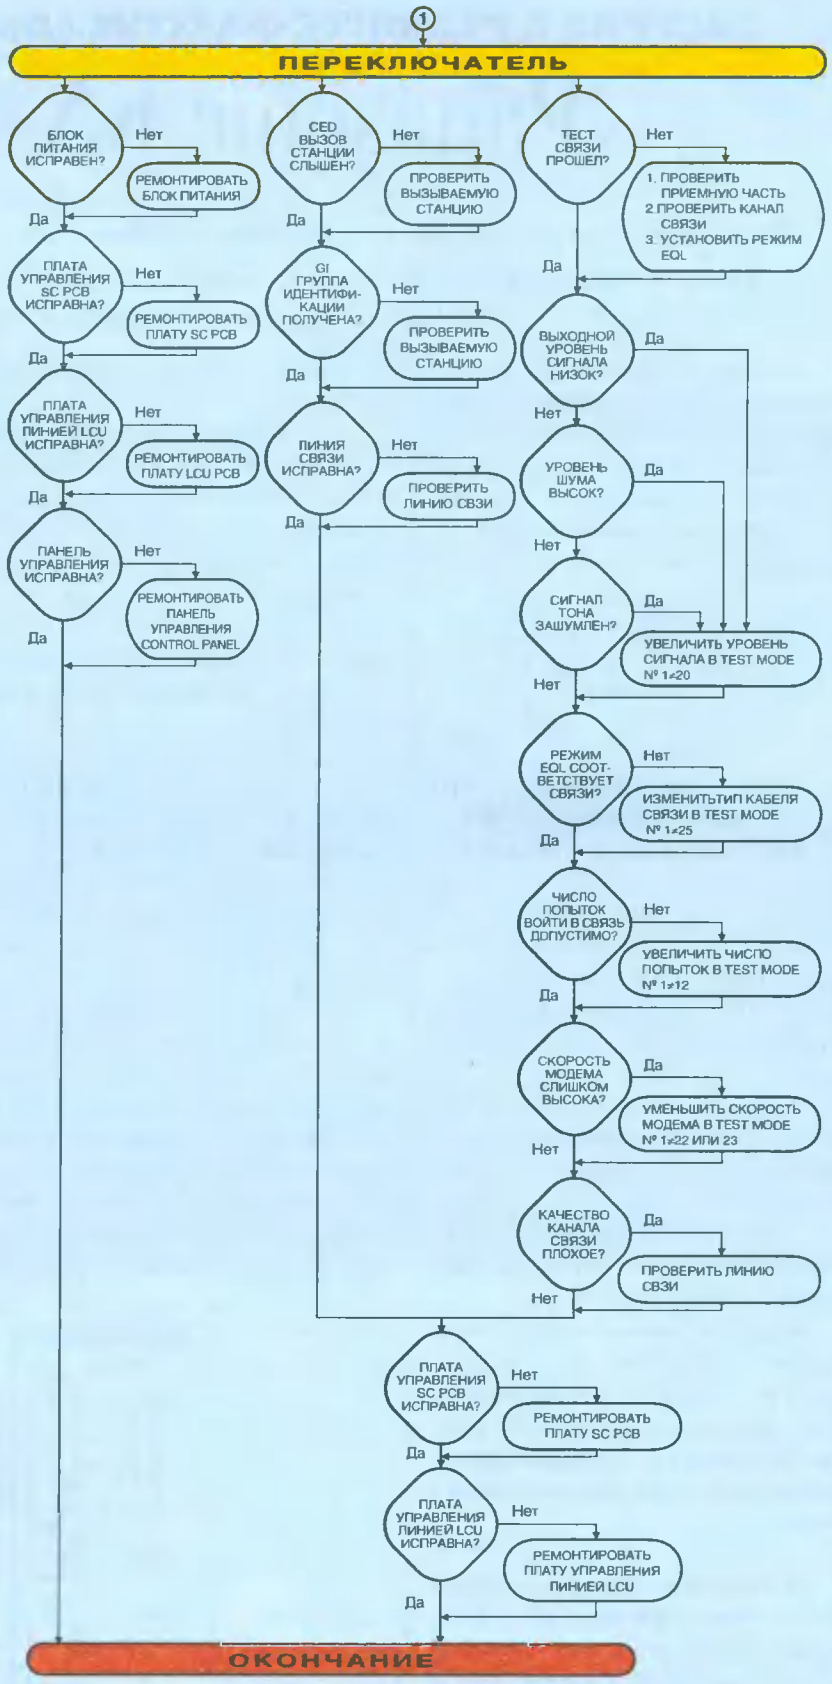 1
ПЕРЕКЛЮЧАТЕЛЬ
БЛОК
ПИТАНИЯ
ИСПРАВЕН?
Нет
РЕМОНТИРОВАТЬ
БЛОК ПИТАНИЯ
Да
ПЛАТА
УПРАВЛЕНИЯ
SC PCB
ИСПРАВНА?
Нет
РЕМОНТИРОВАТЬ
ПЛАТУ SC PCB
Да
ПЛАТА
УПРАВЛЕНИЯ
ЛИНИЕЙ LCU
ИСПРАВНА?
Нет
РЕМОНТИРОВАТЬ
ПЛАТУ LCU PCB
Да
ПАНЕЛЬ
УПРАВЛЕНИЯ
ИСПРАВНА?
Нет
РЕМОНТИРОВАТЬ
ПАНЕЛЬ
УПРАВЛЕНИЯ
CONTROL PANEL
Да
CED
ВЫЗОВ
СТАНЦИИ
СЛЫШЕН?
Нет
ПРОВЕРИТЬ
ВЫЗЫВАЕМУЮ
СТАНЦИЮ
Да
GI
ГРУППА
ИДЕНТИФИ-
КАЦИИ
ПОЛУЧЕНА?
Нет
ПРОВЕРИТЬ
ВЫЗЫВАЕМУЮ
СТАНЦИЮ
Да
ЛИНИЯ
СВЯЗИ
ИСПРАВНА?
Нет
ПРОВЕРИТЬ
ЛИНИЮ СВЗИ
Да
ТЕСТ
СВЯЗИ
ПРОШЕЛ?
Нет
1. ПРОВЕРИТЬ
ПРИЕМНУЮ ЧАСТЬ
2. ПРОВЕРИТЬ КАНАЛ
СВЯЗИ
3. УСТАНОВИТЬ РЕЖИМ
EQL
Да
ВЫХОДНОЙ
УРОВЕНЬ
СИГНАЛА
НИЗОК?
Да
Нет
УРОВЕНЬ
ШУМА
ВЫСОК?
Да
Нет
СИГНАЛ
ТОНА
ЗАШУМЛЕН?
Да
УВЕЛИЧИТЬ УРОВЕНЬ
СИГНАЛА В TEST MODE
№ 1≠20
Нет
РЕЖИМ
EQL СООТ-
ВЕТСТВУЕТ
СВЯЗИ?
Нет
ИЗМЕНИТЬ ТИП КАБЕЛЯ
СВЯЗИ В TEST MODE
№ 1≠25
Да
ЧИСЛО
ПОПЫТОК
ВОЙТИ В СВЯЗЬ
ДОПУСТИМО?
Нет
УВЕЛИЧИТЬ ЧИСЛО
ПОПЫТОК В TEST MODE
№ 1≠12
Да
СКОРОСТЬ
МОДЕМА
СЛИШКОМ
ВЫСОКА?
Да
УМЕНЬШИТЬ СКОРОСТЬ
МОДЕМА В TEST MODE
№ 1≠22 ИЛИ 23
Нет
КАЧЕСТВО
КАНАЛА
СВЯЗИ
ПЛОХОЕ?
Да
ПРОВЕРИТЬ ЛИНИЮ
СВЗИ
Нет
ПЛАТА
УПРАВЛЕНИЯ
SC PCB
ИСПРАВНА?
Нет
РЕМОНТИРОВАТЬ
ПЛАТУ SC PCB
Да
ПЛАТА
УПРАВЛЕНИЯ
ЛИНИЕЙ LCU
ИСПРАВНА?
Нет
РЕМОНТИРОВАТЬ
ПЛАТУ УПРАВЛЕНИЯ
ЛИНИЕЙ LCU
Да
ОКОНЧАНИЕ